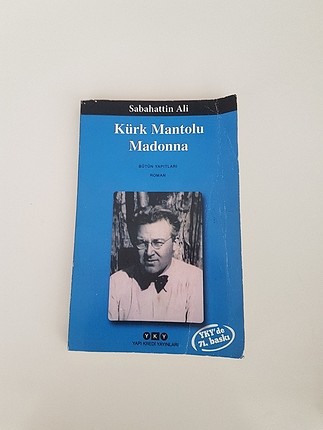 Sabahattin Ali
Kürk Mantolu
Madonna
BÜTÜN YAPITLARI
ROMAN
YKY'de
71. baskı
YKY
YAPI KREDİ YAYINLARI